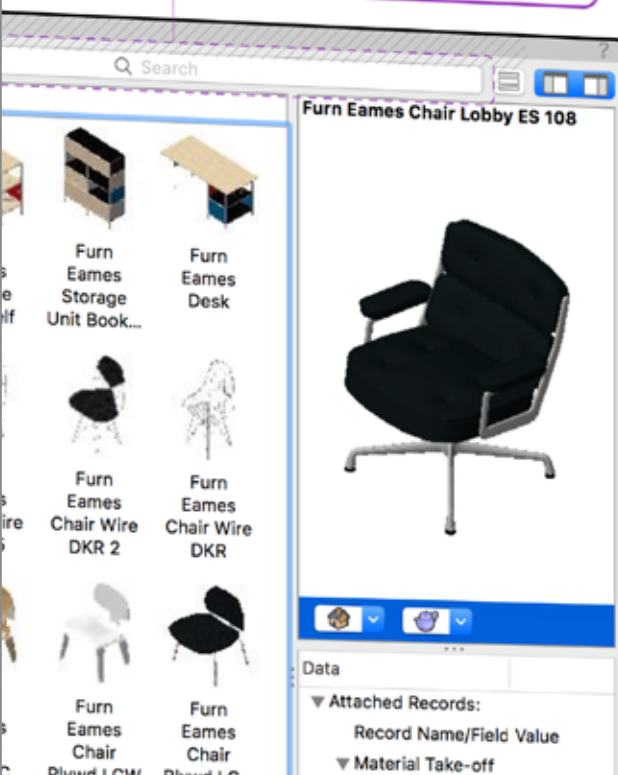 ?
Search
Furn Eames Chair Lobby ES 108
Furn
Eames
Storage
Unit Book...
Furn
Eames
Desk
Furn
Eames
Chair Wire
DKR 2
Furn
Eames
Chair Wire
DKR
Furn
Eames
Chair
Furn
Eames
Chair
Data
Attached Records:
Record Name/Field Value
Material Take-off